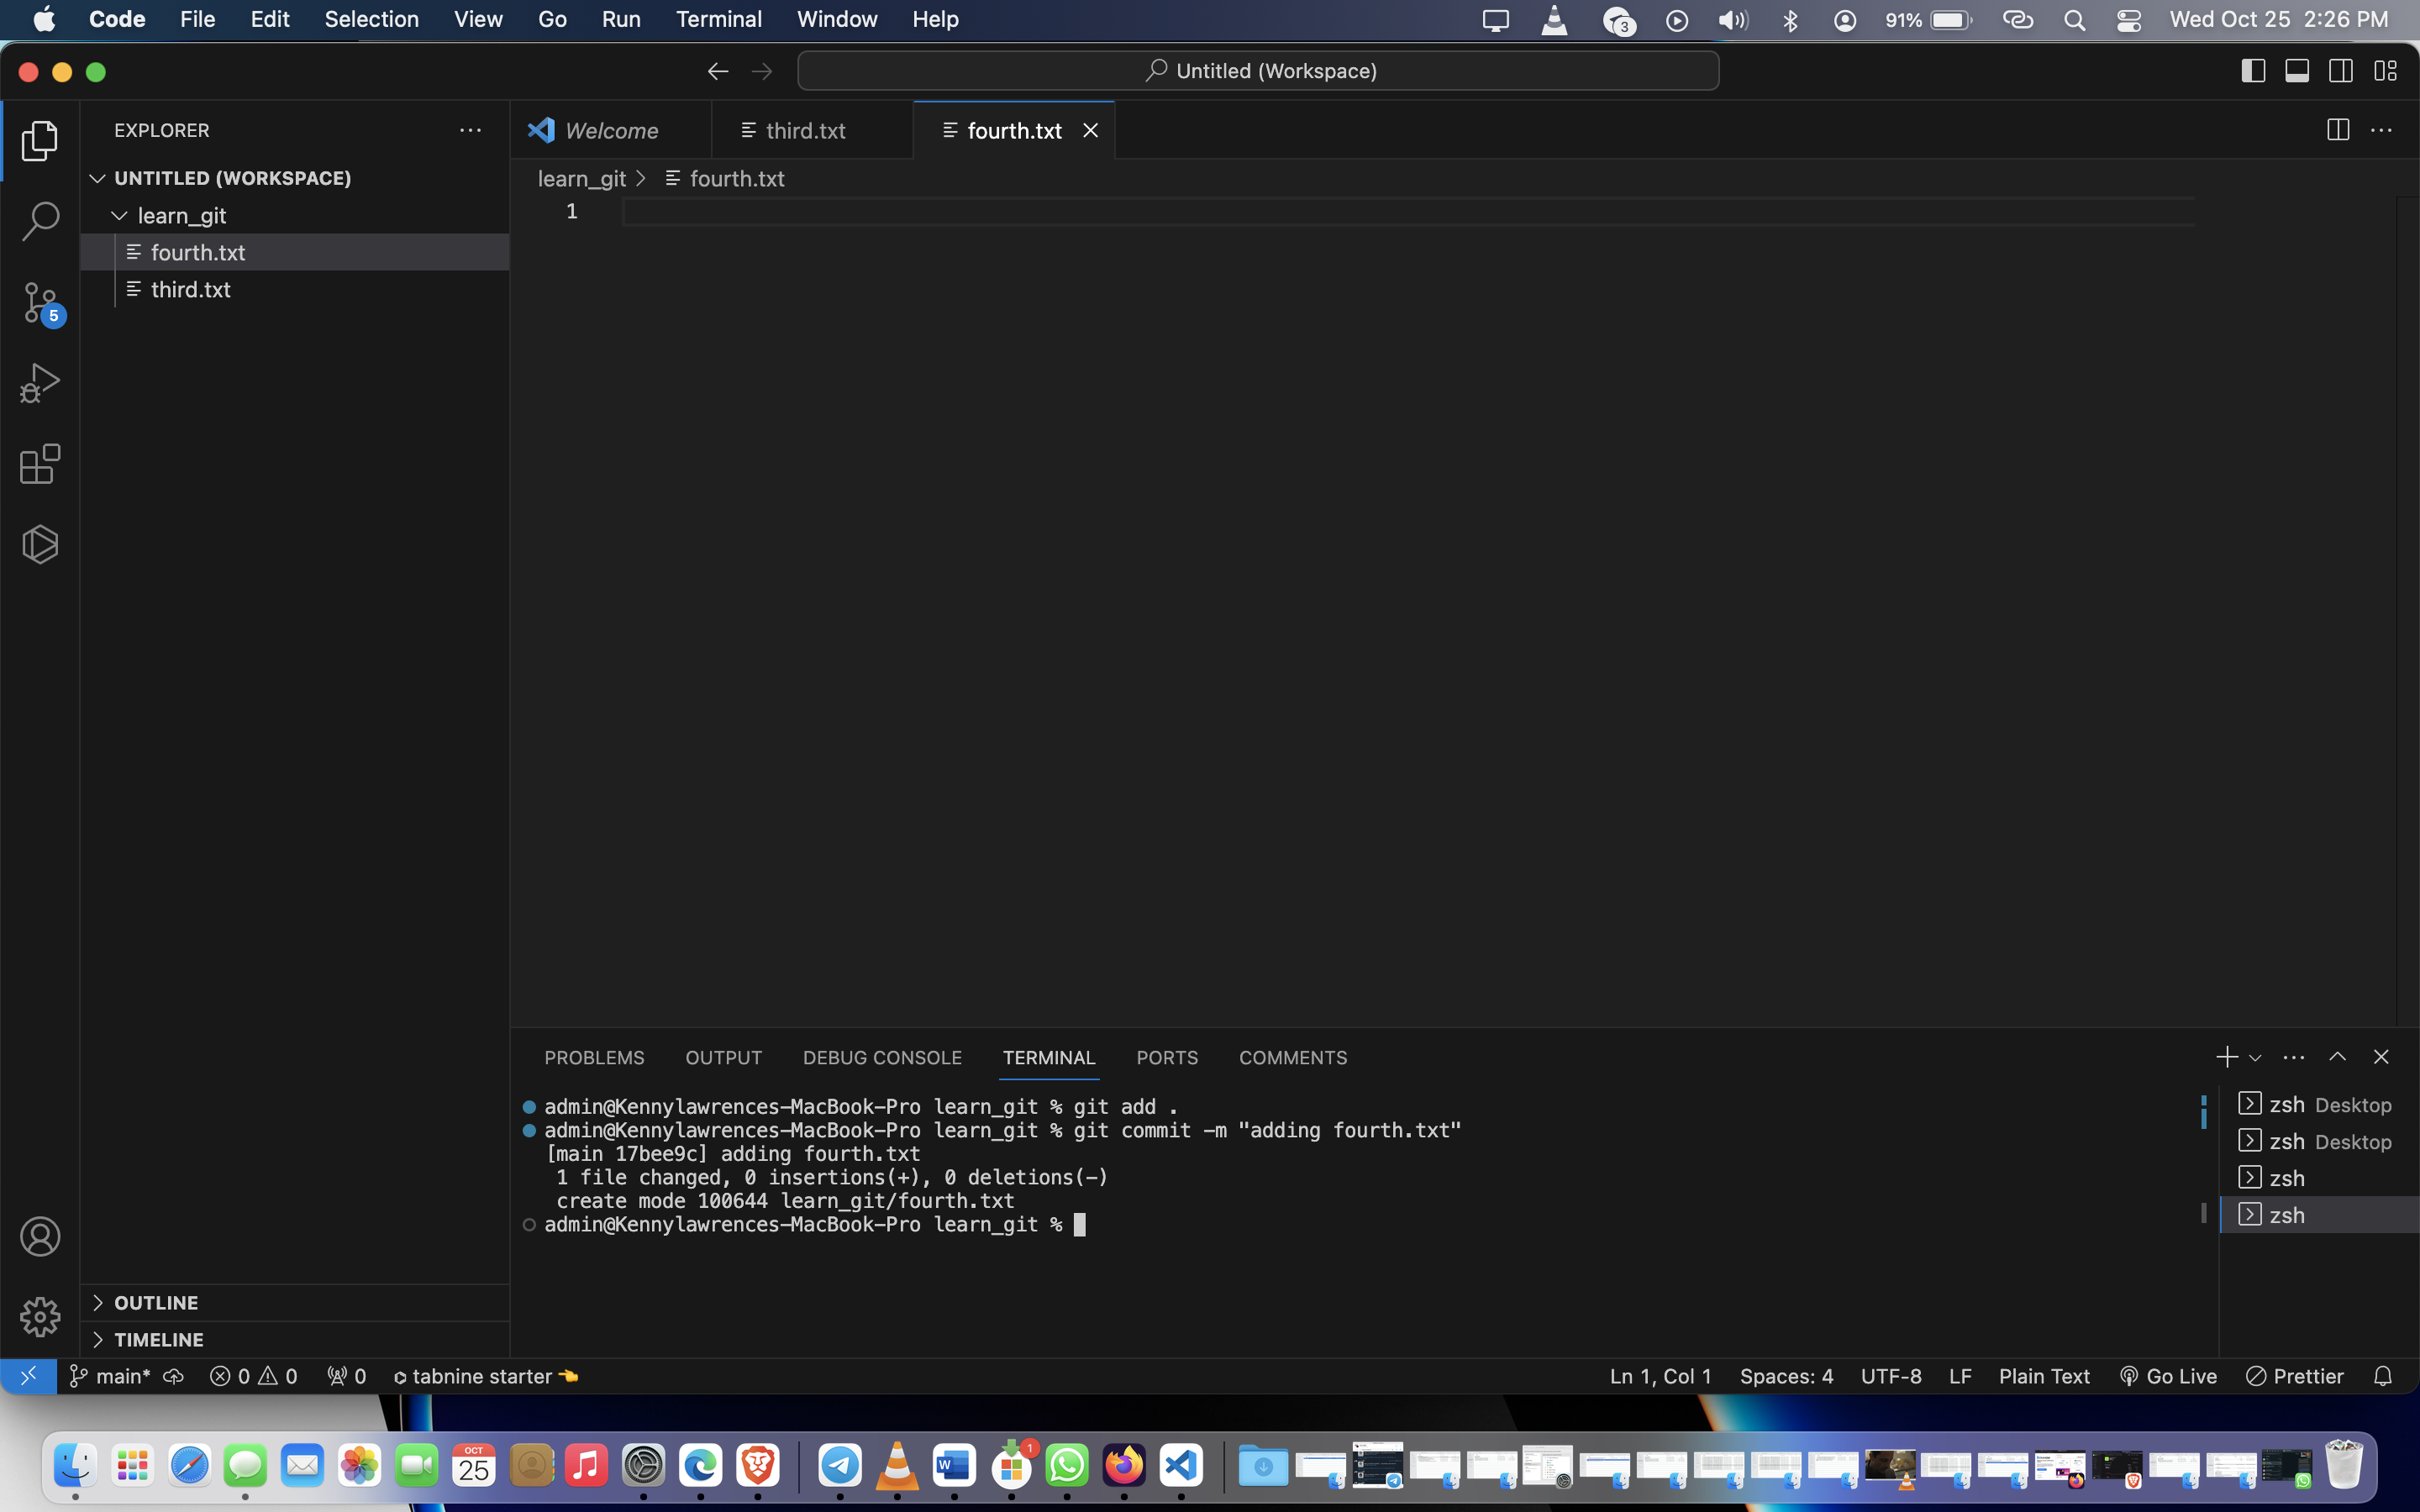 Code File Edit Selection View Go Run Terminal Window Help 3 91% Wed Oct 25 2:26 PM
Untitled (Workspace)
EXPLORER
Welcome third.txt fourth.txt
UNTITLED (WORKSPACE)
learn_git > fourth.txt
learn_git
1
fourth.txt
third.txt
5
PROBLEMS OUTPUT DEBUG CONSOLE TERMINAL PORTS COMMENTS
admin@Kennylawrences-MacBook-Pro learn_git % git add .
admin@Kennylawrences-MacBook-Pro learn_git % git commit -m "adding fourth.txt"
[main 17bee9c] adding fourth.txt
1 file changed, 0 insertions(+), 0 deletions(-)
create mode 100644 learn_git/fourth.txt
admin@Kennylawrences-MacBook-Pro learn_git %
zsh Desktop
zsh Desktop
zsh
zsh
OUTLINE
TIMELINE
main* 0 0 0 tabnine starter Ln 1, Col 1 Spaces: 4 UTF-8 LF Plain Text Go Live Prettier
OCT
25
W
1